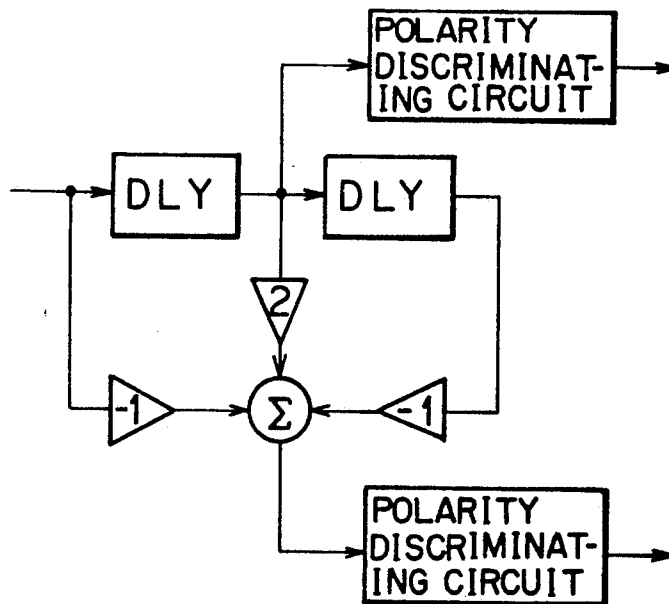 POLARITY
DISCRIMINAT-
ING CIRCUIT
DLY
DLY
2
-1
Σ
-1
POLARITY
DISCRIMINAT-
ING CIRCUIT